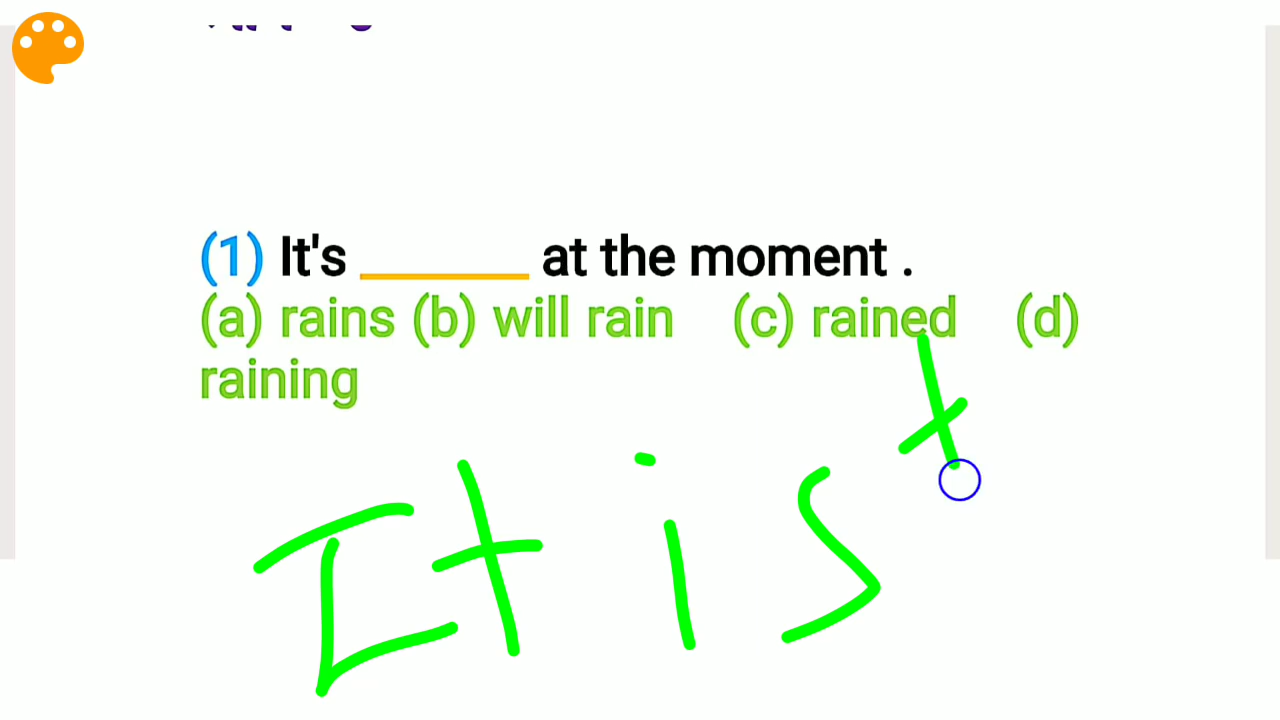 (1) It's ______ at the moment .
(a) rains (b) will rain (c) rained (d)
raining
It is t